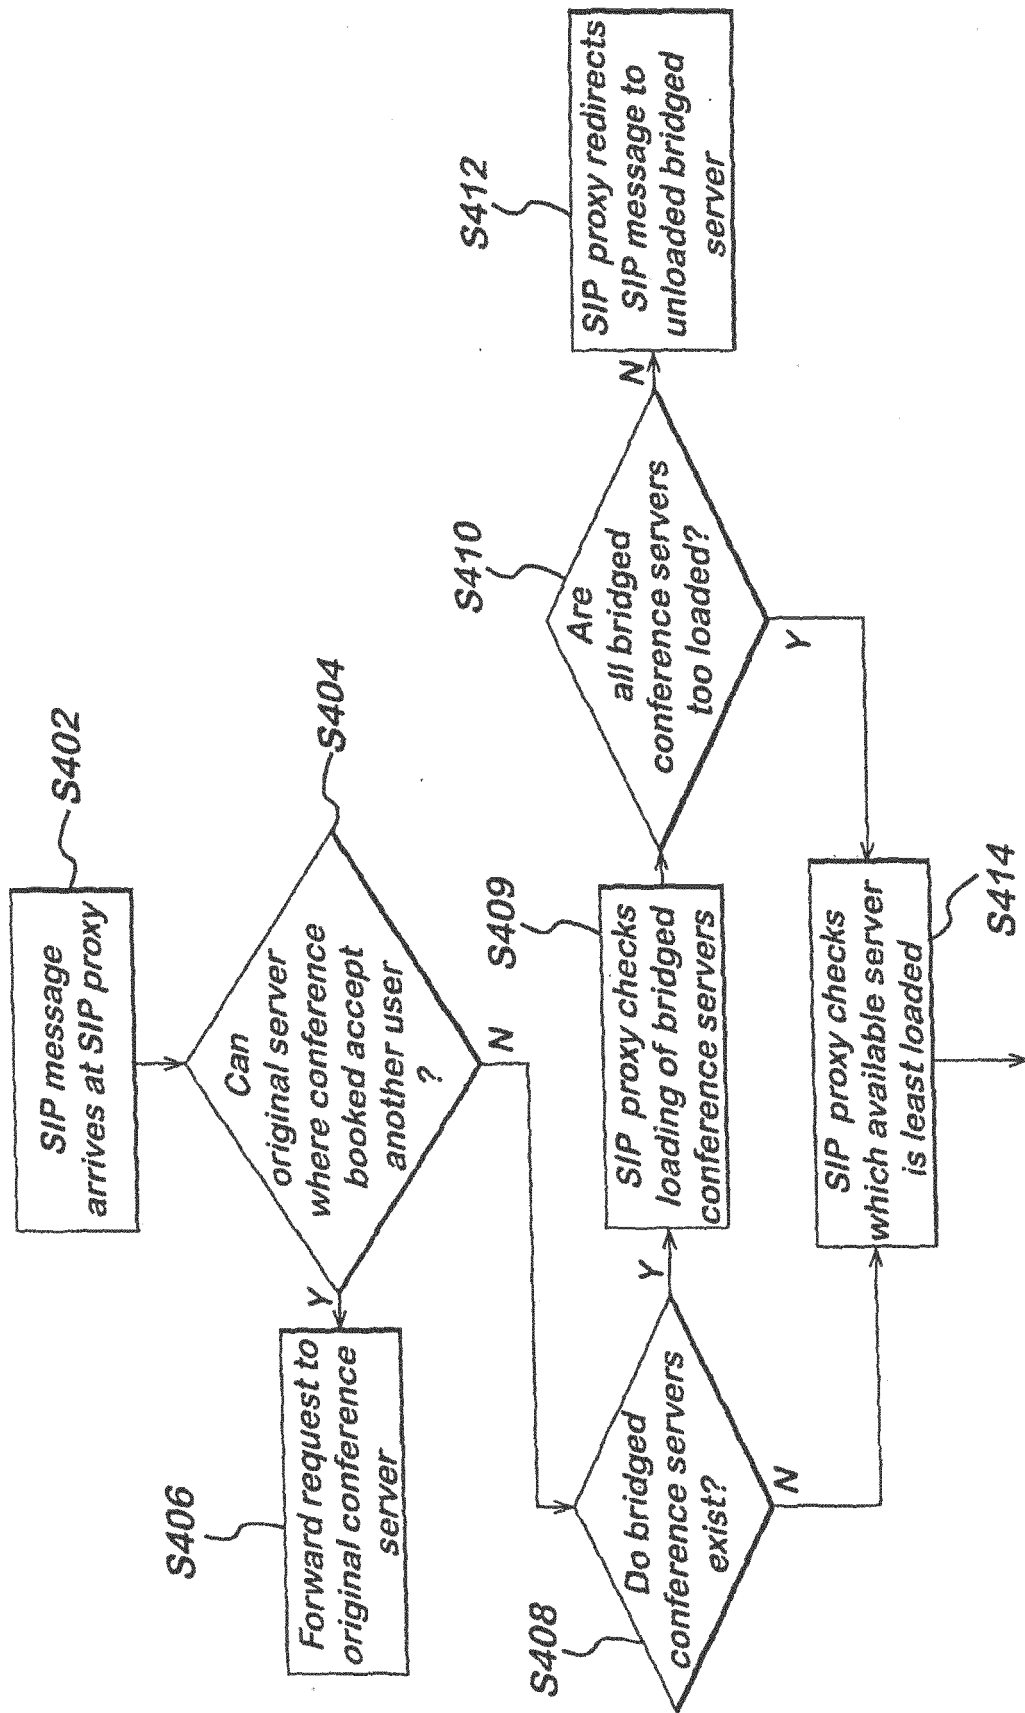 S402
SIP message
arrives at SIP proxy
S404
Can
original server
where conference
booked accept
another user
?
Y
N
S406
Forward request to
original conference
server
S408
Do bridged
conference servers
exist?
Y
N
S409
SIP proxy checks
loading of bridged
conference servers
S410
Are
all bridged
conference servers
too loaded?
N
Y
S412
SIP proxy redirects
SIP message to
unloaded bridged
server
SIP proxy checks
which available server
is least loaded
S414